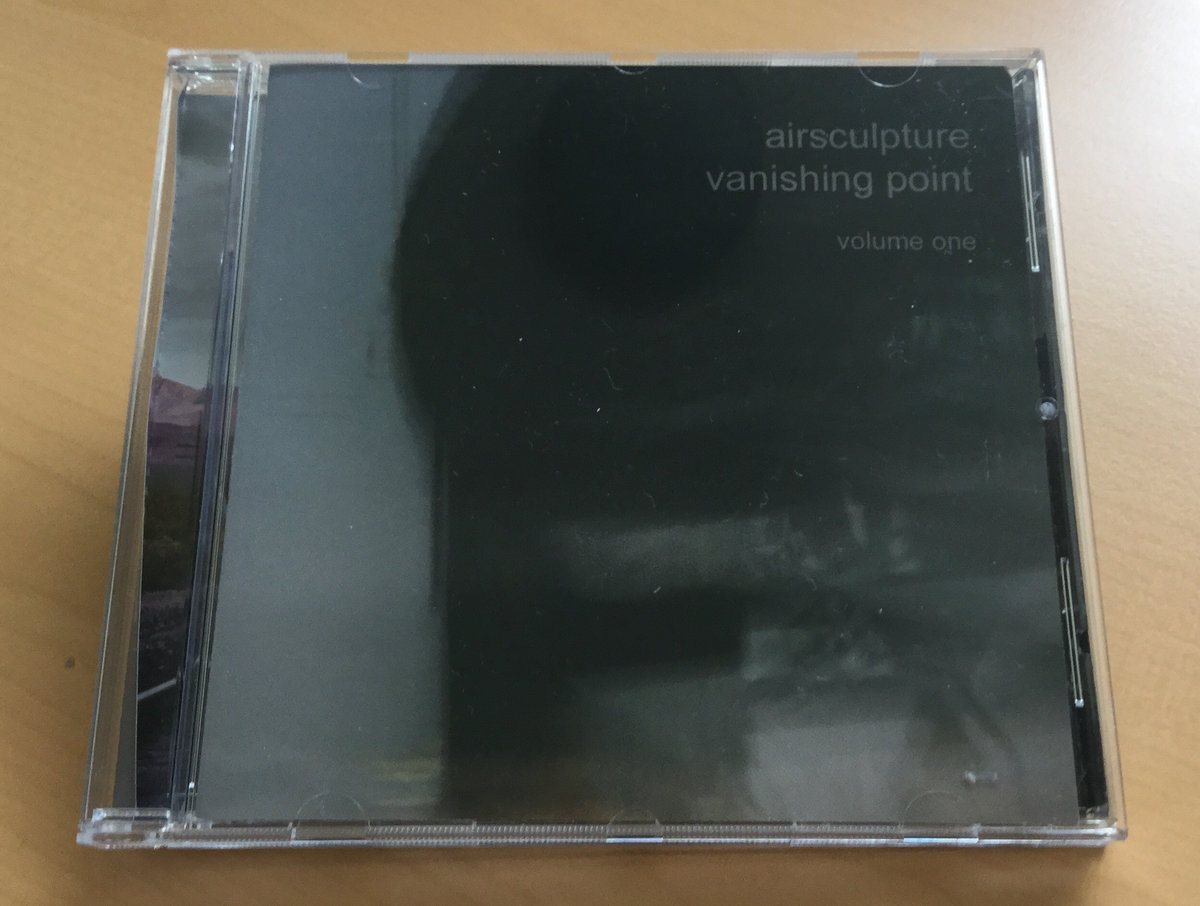 airsculpture
vanishing point
volume one